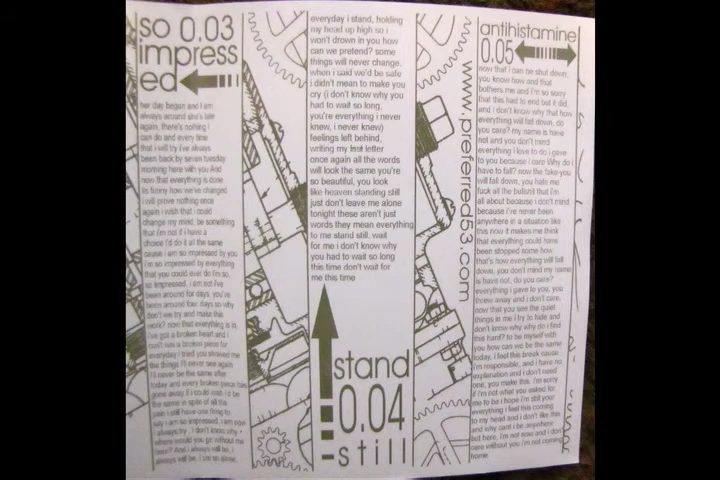 so 0.03
impress
ed
her day began and i am
always around she's late
again, there's nothing i
can do and every time
that i will try i've always
been back by seven tuesday
morning here with you And
now that everything is done
its funny how we've changed
i will prove nothing once
again i wish that i could
change my mind be something
that i'm not if i have a
choice i'd do it all the same
cause i am so impressed by you
i'm so impressed by everything
that you could ever do i'm so,
so impressed, i am not i've
been around for days, you've
been around four days so why
don't we try and make this
work? now that everything is in,
i've got a broken heart and i
can't a broken piece for
everyday i tried you showed me
the things i'll never see again
i'll never be the same after
today and every broken piece has
gone away if i could wish i'd be
the same in spite of all the
pain i still have one thing to
say i am so impressed, i am now
i always try , i don't know why
where would you go without me
here? And i always will be, i
always will be, i am so alone.
everyday i stand, holding
my head up high so i
won't drown in you how
can we pretend? some
things will never change.
when i said we'd be safe
i didn't mean to make you
cry (i don't know why you
had to wait so long,
you're everything i never
knew, i never knew)
feelings left behind,
writing my last letter
once again all the words
will look the same you're
so beautiful, you look
like heaven standing still
just don't leave me alone
tonight these aren't just
words they mean everything
to me stand still, wait
for me i don't know why
you had to wait so long
this time don't wait for
me this time
stand
0.04
still
www.preferred53.com
antihistamine
0.05
now that i can be shut down,
you know how and that
bothers me and i'm so sorry
that this had to end but it did
and i don't know why that how
everything will fall down, do
you care? my name is have
not and you don't mind
everything i love to do i gave
to you because i care Why do i
have to fall? now the fake you
will fall down, you hate me
fuck all the bullshit that i'm
all about because i don't mind
because i've never been
anywhere in a situation like
this now it makes me think
that everything could have
been stopped some how
that's how everything will fall
down, you don't mind my name
is have not, do you care?
everything i gave to you, you
threw away and i don't care,
now that you see the quiet
things in me i try to hide and
don't know why why do i find
this hard? to be myself with
you how can we be the same
today, i feel this break cause
i'm responsible, and i have no
explanation and i don't need
one, you make this. i'm sorry
if i'm not what you asked for
me to be i hope i'm still your
everything i feel this coming
to my head and i don't like this
and why cant i be anywhere
but here, i'm not now and i don't
care without you i'm not coming
home.